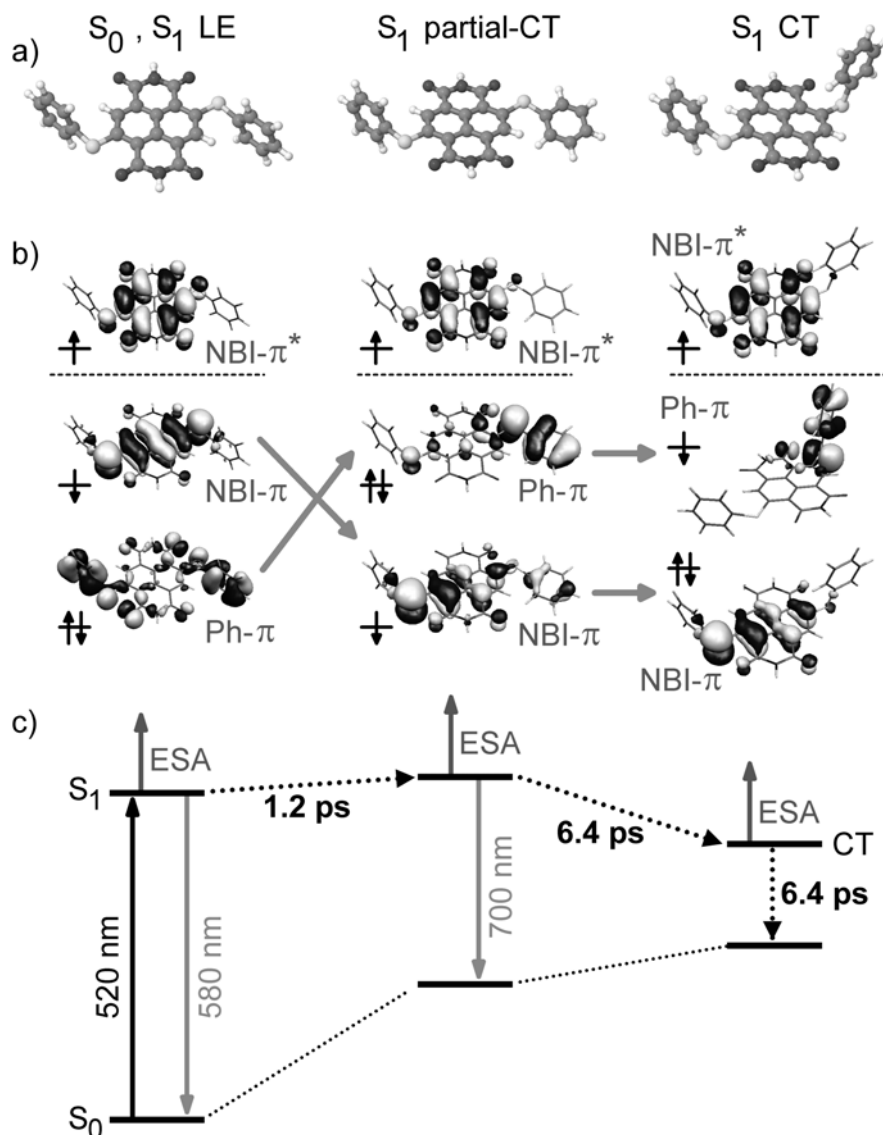 S0 , S1 LE
S1 partial-CT
S1 CT
a)
b)
NBI-π*
NBI-π*
NBI-π*
NBI-π
Ph-π
Ph-π
Ph-π
NBI-π
NBI-π
c)
ESA
ESA
ESA
S1
1.2 ps
6.4 ps
CT
6.4 ps
520 nm
580 nm
700 nm
S0